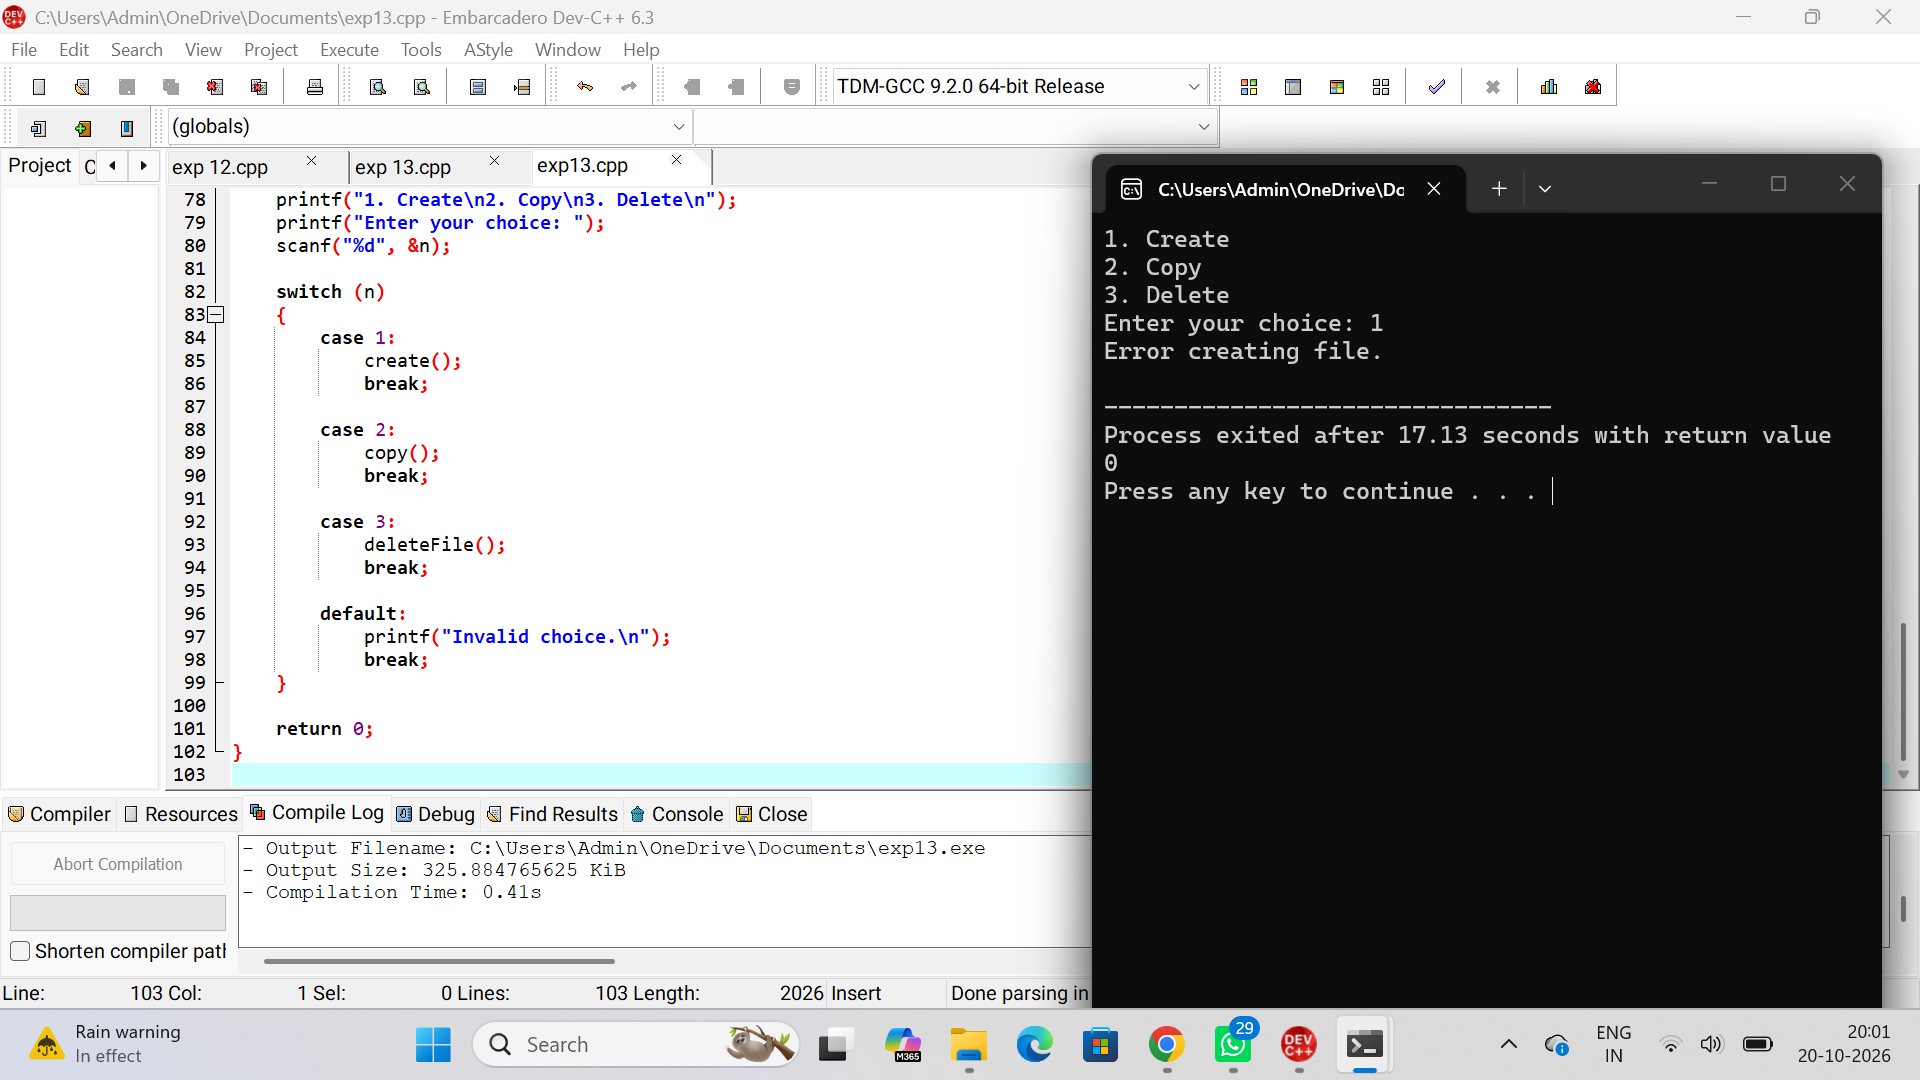 C:\Users\Admin\OneDrive\Documents\exp13.cpp - Embarcadero Dev-C++ 6.3
File Edit Search View Project Execute Tools AStyle Window Help
TDM-GCC 9.2.0 64-bit Release
(globals)
Project C
exp 12.cpp exp 13.cpp exp13.cpp
78 printf("1. Create\n2. Copy\n3. Delete\n");
79 printf("Enter your choice: ");
80 scanf("%d", &n);
81
82 switch (n)
83 {
84 case 1:
85 create();
86 break;
87
88 case 2:
89 copy();
90 break;
91
92 case 3:
93 deleteFile();
94 break;
95
96 default:
97 printf("Invalid choice.\n");
98 break;
99 }
100
101 return 0;
102 }
103
C:\Users\Admin\OneDrive\Dc
1. Create
2. Copy
3. Delete
Enter your choice: 1
Error creating file.
--------------------------------
Process exited after 17.13 seconds with return value
0
Press any key to continue . . .
Compiler Resources Compile Log Debug Find Results Console Close
Abort Compilation
Shorten compiler path
- Output Filename: C:\Users\Admin\OneDrive\Documents\exp13.exe
- Output Size: 325.884765625 KiB
- Compilation Time: 0.41s
Line: 103 Col: 1 Sel: 0 Lines: 103 Length: 2026 Insert Done parsing in
Rain warning
In effect
Search
M365
29
DEV C++
ENG
IN
20:01
20-10-2026